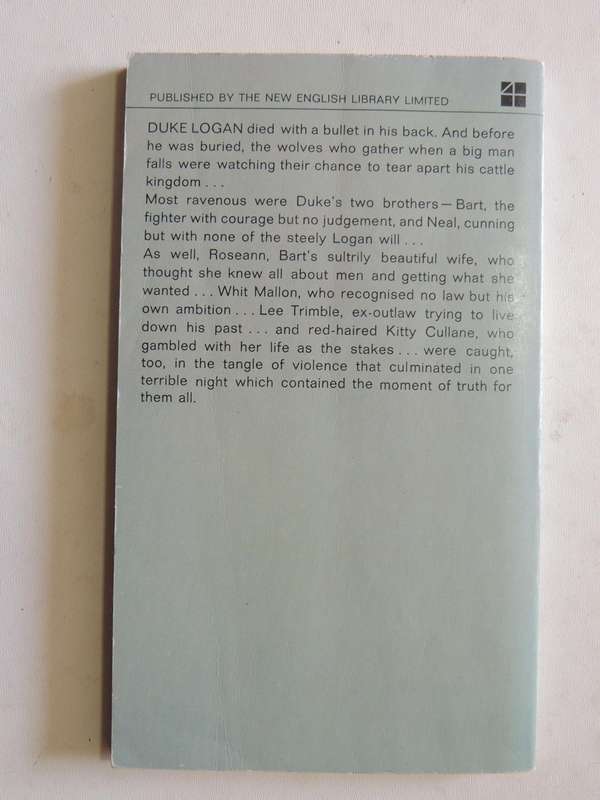 PUBLISHED BY THE NEW ENGLISH LIBRARY LIMITED
4
DUKE LOGAN died with a bullet in his back. And before
he was buried, the wolves who gather when a big man
falls were watching their chance to tear apart his cattle
kingdom . . .
Most ravenous were Duke's two brothers — Bart, the
fighter with courage but no judgement, and Neal, cunning
but with none of the steely Logan will . . .
As well, Roseann, Bart's sultrily beautiful wife, who
thought she knew all about men and getting what she
wanted . . . Whit Mallon, who recognised no law but his
own ambition . . . Lee Trimble, ex-outlaw trying to live
down his past . . . and red-haired Kitty Cullane, who
gambled with her life as the stakes . . . were caught,
too, in the tangle of violence that culminated in one
terrible night which contained the moment of truth for
them all.